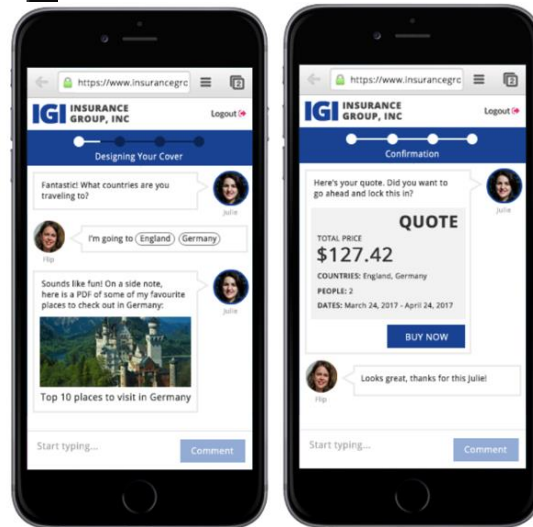 https://www.insurancegrc
2
IGI INSURANCE
GROUP, INC
Logout
Designing Your Cover
Fantastic! What countries are you
traveling to?
Julie
I'm going to England Germany
Flip
Sounds like fun! On a side note,
here is a PDF of some of my favourite
places to check out in Germany:
Julie
Top 10 places to visit in Germany
Start typing...
Comment
https://www.insurancegrc
2
IGI INSURANCE
GROUP, INC
Logout
Confirmation
Here's your quote. Did you want to
go ahead and lock this in?
Julie
QUOTE
TOTAL PRICE
$127.42
COUNTRIES: England, Germany
PEOPLE: 2
DATES: March 24, 2017 - April 24, 2017
BUY NOW
Looks great, thanks for this Julie!
Flip
Start typing...
Comment